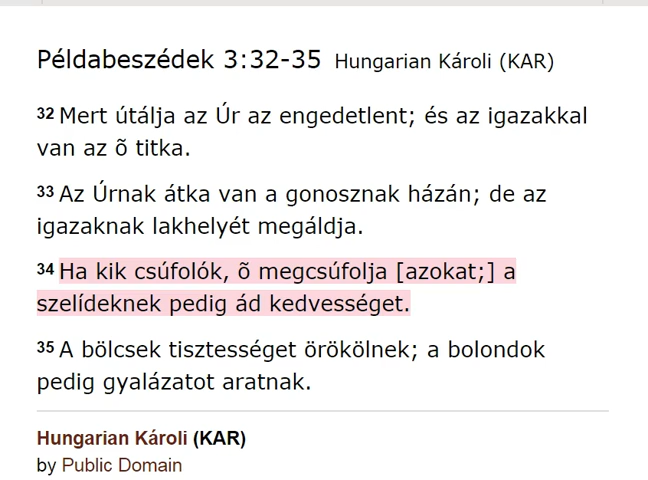 Példabeszédek 3:32-35 Hungarian Károli (KAR)
32 Mert útálja az Úr az engedetlent; és az igazakkal
van az õ titka.
33 Az Úrnak átka van a gonosznak házán; de az
igazaknak lakhelyét megáldja.
34 Ha kik csúfolók, õ megcsúfolja [azokat;] a
szelídeknek pedig ád kedvességet.
35 A bölcsek tisztességet örökölnek; a bolondok
pedig gyalázatot aratnak.
Hungarian Károli (KAR)
by Public Domain